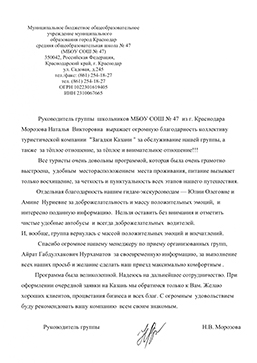 Муниципальное бюджетное общеобразовательное
учреждение муниципального
образования город Краснодар
средняя общеобразовательная школа № 47
(МБОУ СОШ № 47)
350042, Российская Федерация,
Краснодарский край, г. Краснодар
ул. Садовая, д.245
тел./факс: (861) 254-18-27
тел. (861) 254-18-27
ОГРН 1022301619405
ИНН 2310067665
Руководитель группы школьников МБОУ СОШ № 47 из г. Краснодара
Морозова Наталья Викторовна выражает огромную благодарность коллективу
туристической компании "Загадки Казани" за обслуживание нашей группы, а
также за тёплое отношение, за тёплое и внимательное отношение!!!
Все туристы очень довольны программой, которая была очень грамотно
выстроена, удобным месторасположением места проживания, питание вызывает
только восхищение, за четкость и пунктуальность всех этапов нашего путешествия.
Отдельная благодарность нашим гидам-экскурсоводам — Юлии Олеговне и
Амине Нуриевне за доброжелательность и массу положительных эмоций, и
интересно поданную информацию. Нельзя оставить без внимания и отметить
чистые удобные автобусы и всегда доброжелательных водителей.
И, вообще, группа вернулась с массой положительных эмоций и впечатлений.
Спасибо огромное нашему менеджеру по приему организованных групп,
Айрат Габдулхатович Нурхаматов за своевременную информацию, за выполнение
всех наших просьб и желание сделать наш приезд максимально комфортным.
Программа была великолепной. Надеюсь на дальнейшее сотрудничество. При
оформлении очередной заявки на Казань мы обратимся только к Вам. Желаю
хороших клиентов, процветания бизнеса и всех благ. С огромным удовольствием
буду рекомендовать вашу компанию всем своим знакомым.
Руководитель группы Н.В. Морозова